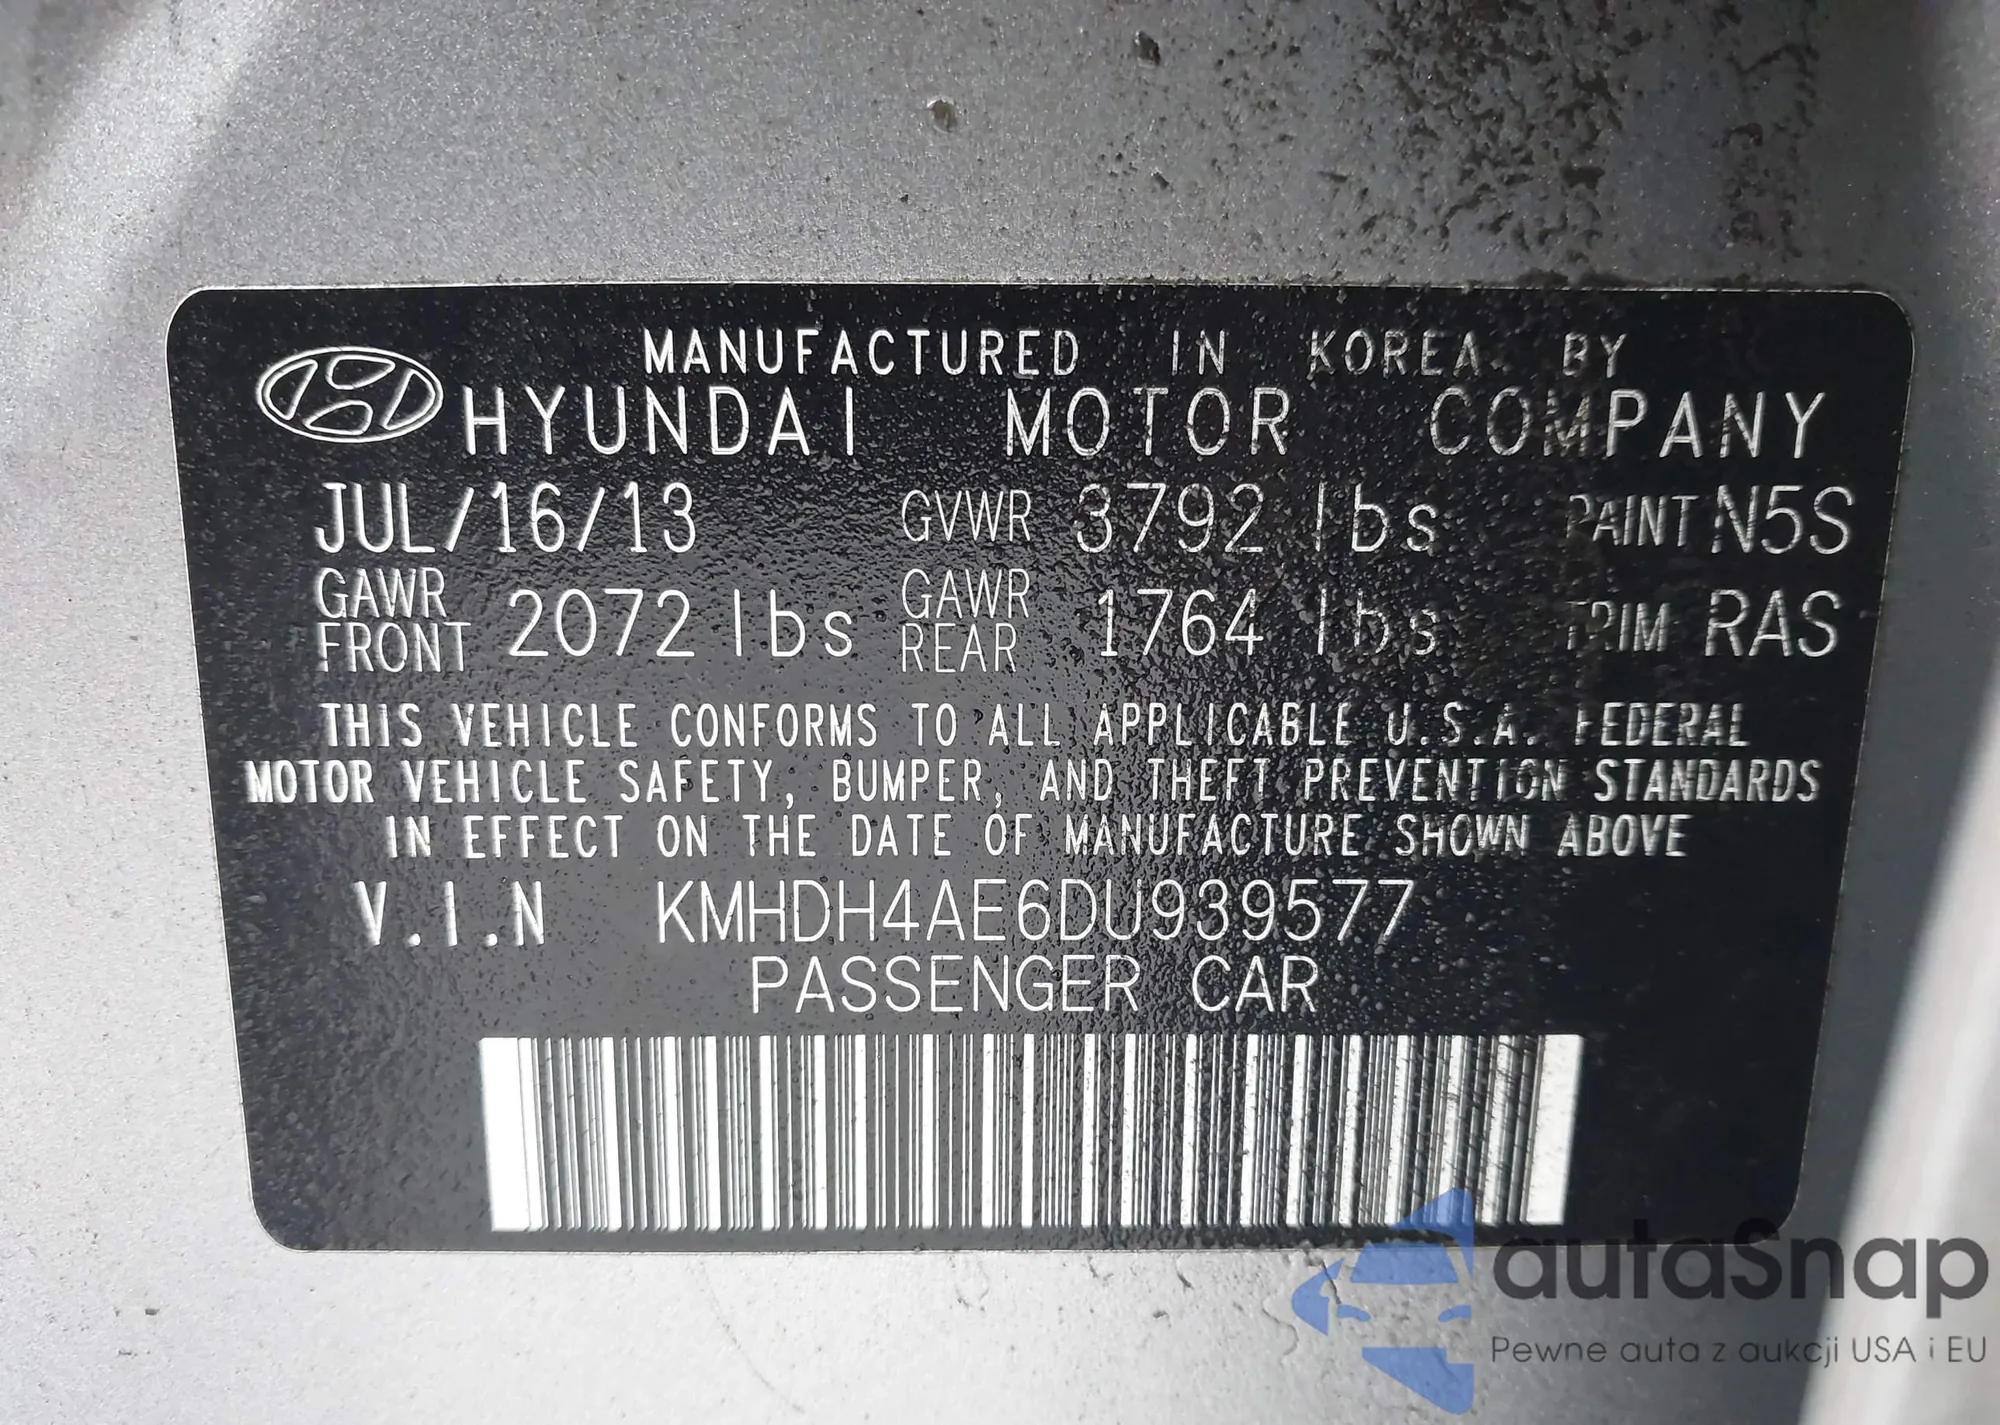 MANUFACTURED IN KOREA BY
HYUNDAI MOTOR COMPANY
JUL/16/13 GVWR 3792 lbs PAINT N5S
GAWR FRONT 2072 lbs GAWR REAR 1764 lbs TRIM RAS
THIS VEHICLE CONFORMS TO ALL APPLICABLE U.S.A. FEDERAL
MOTOR VEHICLE SAFETY, BUMPER, AND THEFT PREVENTION STANDARDS
IN EFFECT ON THE DATE OF MANUFACTURE SHOWN ABOVE
V.I.N KMHDH4AE6DU939577
PASSENGER CAR
autaSnap
Pewne auta z aukcji USA i EU